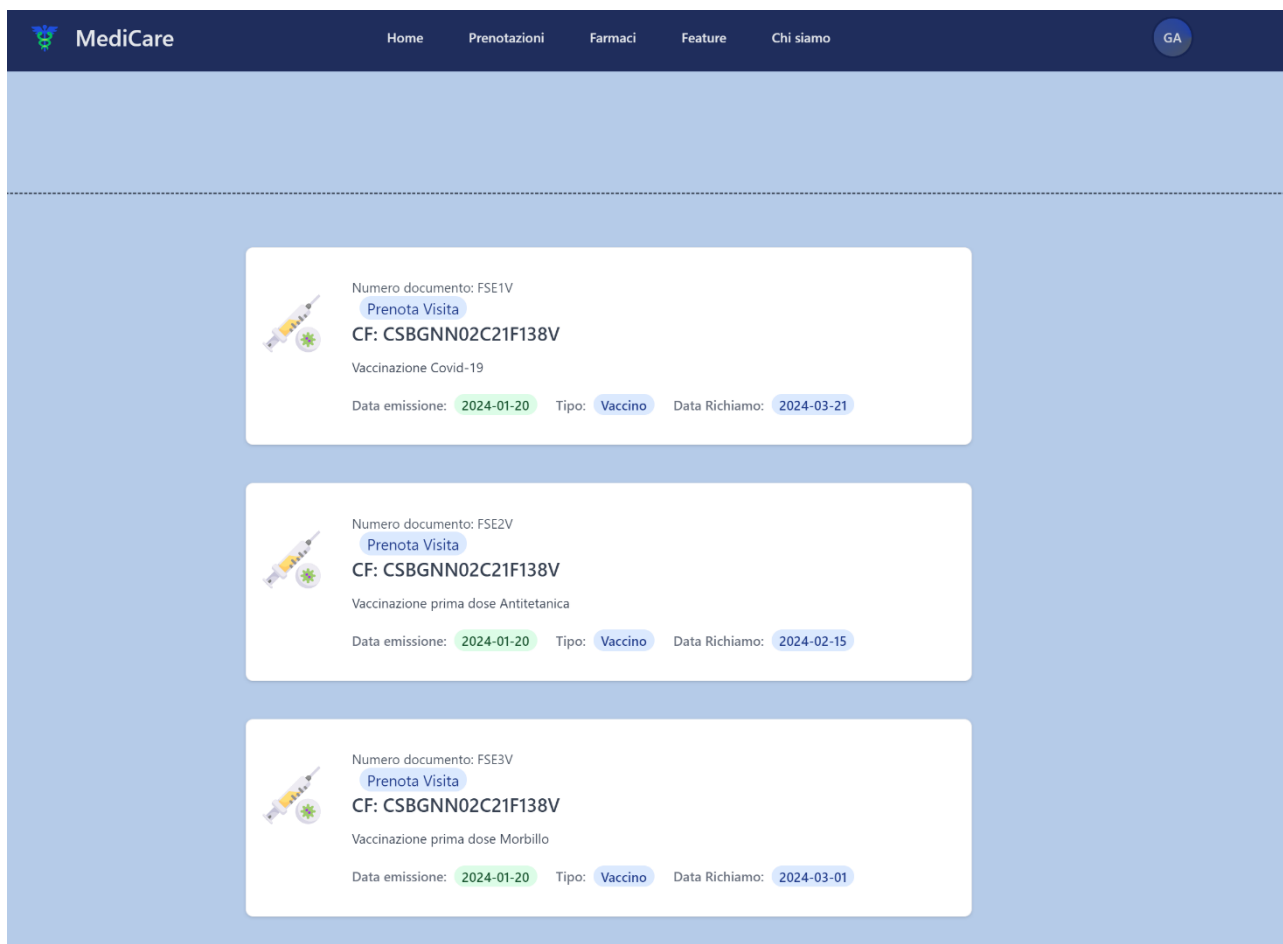 MediCare Home Prenotazioni Farmaci Feature Chi siamo GA
Numero documento: FSE1V
Prenota Visita
CF: CSBGNN02C21F138V
Vaccinazione Covid-19
Data emissione: 2024-01-20 Tipo: Vaccino Data Richiamo: 2024-03-21
Numero documento: FSE2V
Prenota Visita
CF: CSBGNN02C21F138V
Vaccinazione prima dose Antitetanica
Data emissione: 2024-01-20 Tipo: Vaccino Data Richiamo: 2024-02-15
Numero documento: FSE3V
Prenota Visita
CF: CSBGNN02C21F138V
Vaccinazione prima dose Morbillo
Data emissione: 2024-01-20 Tipo: Vaccino Data Richiamo: 2024-03-01